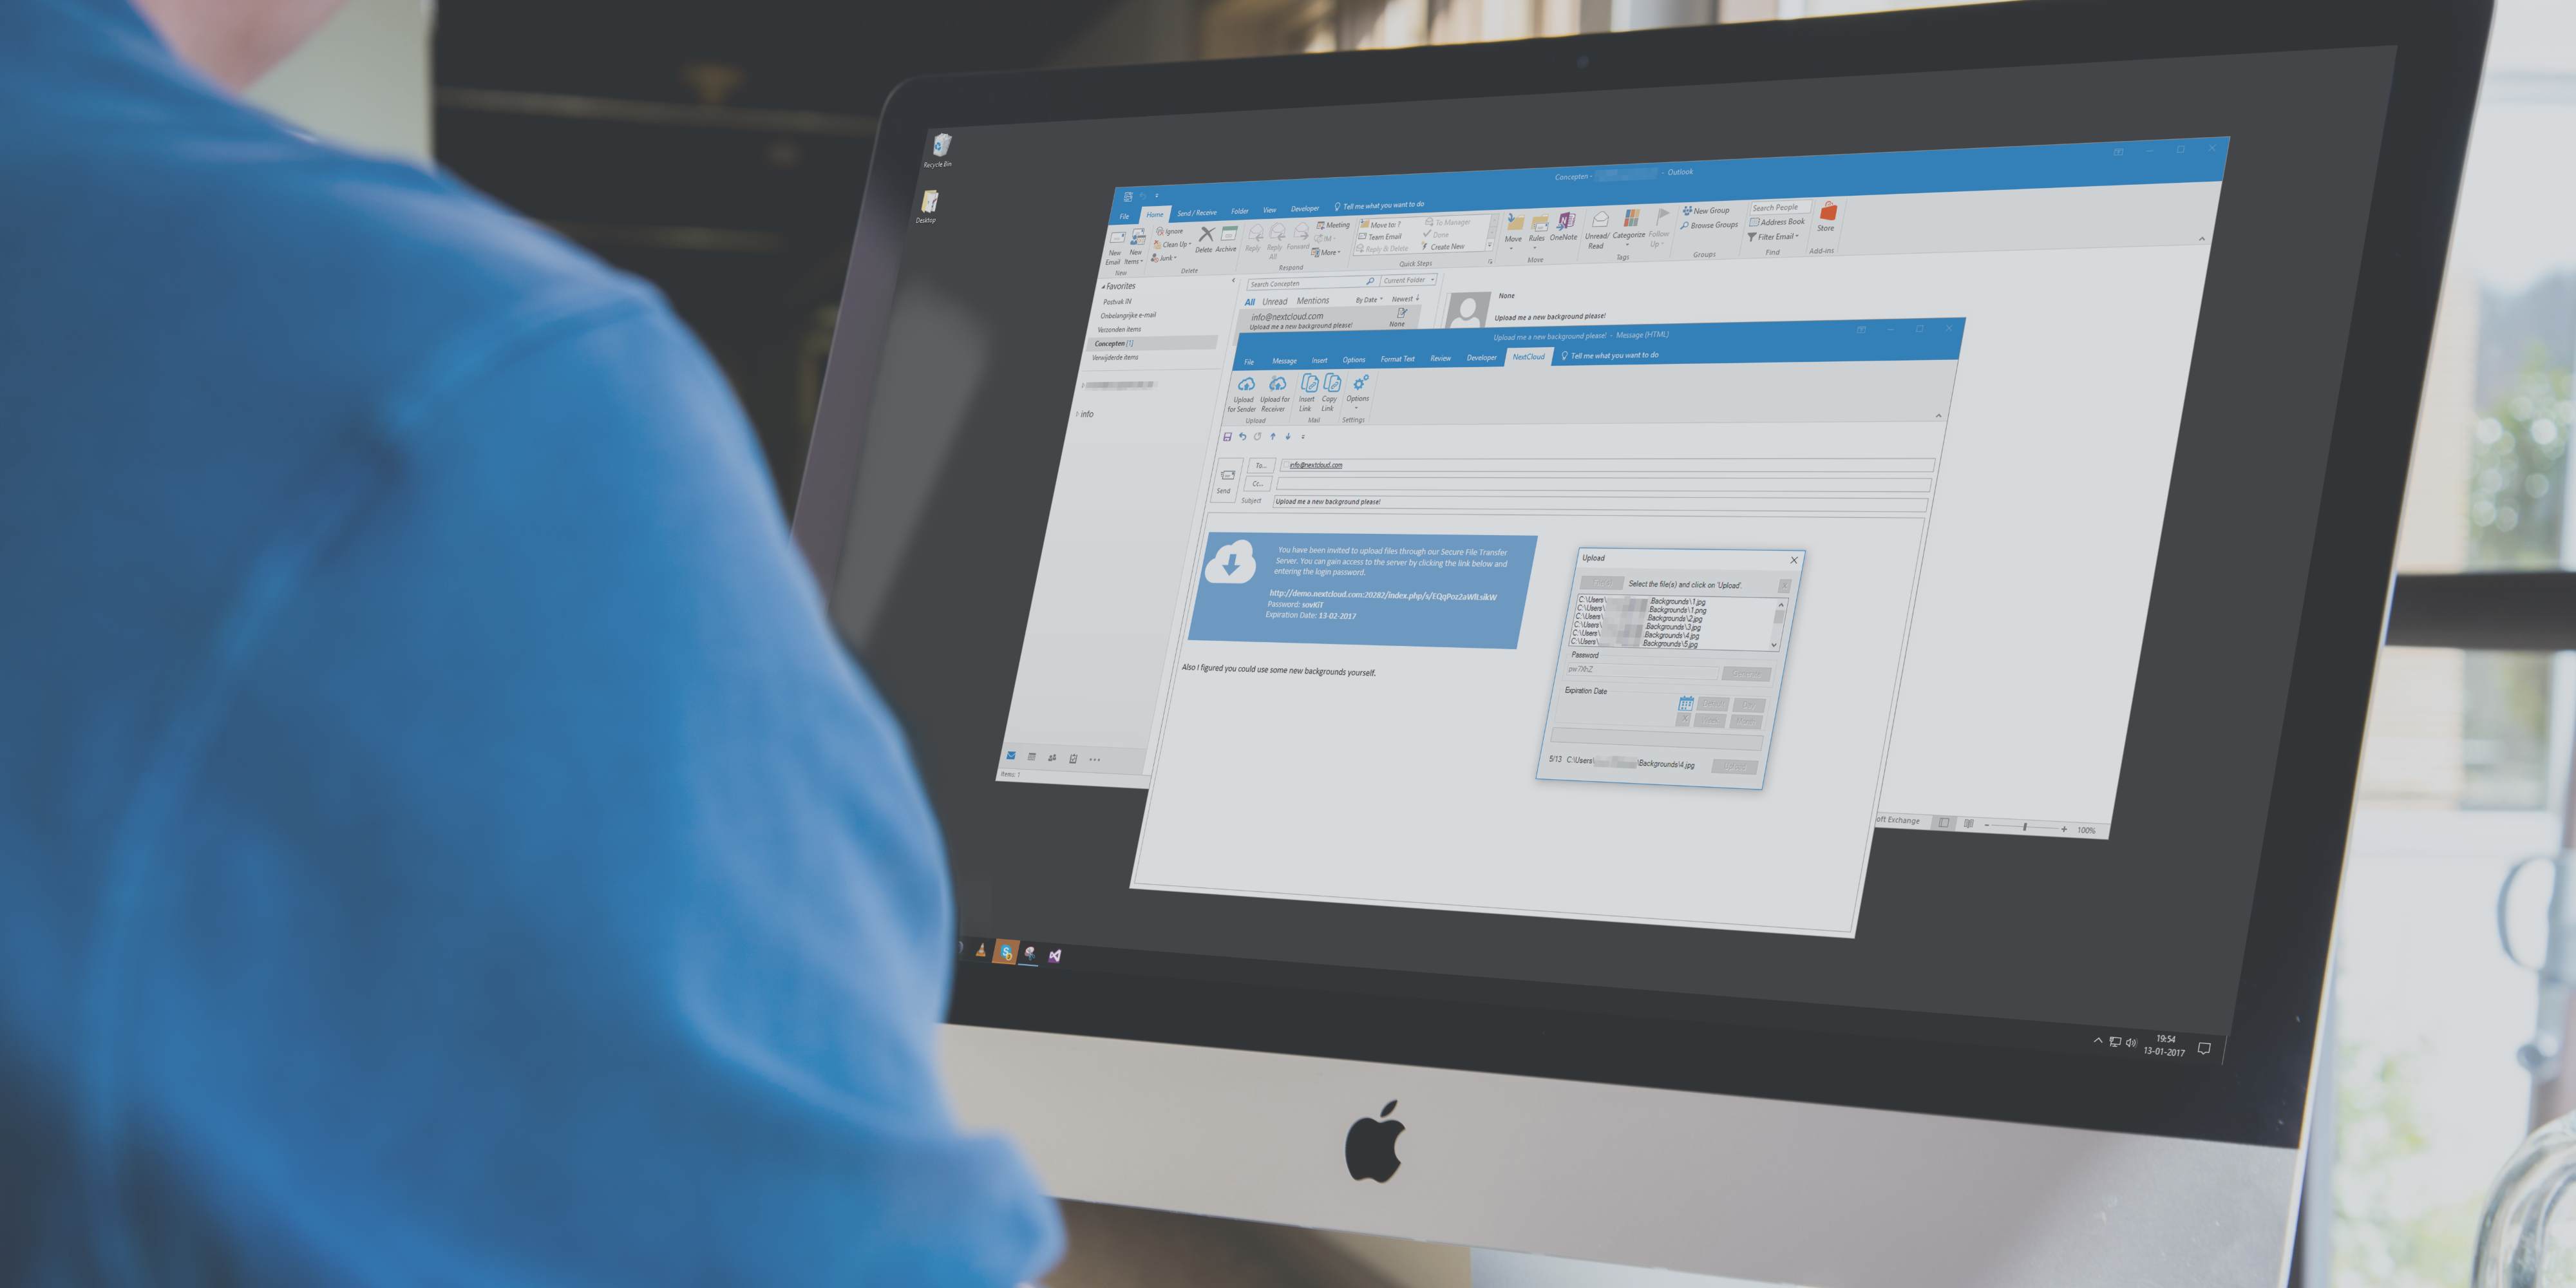 Recycle Bin
Desktop
Concepten - - Outlook
File Home Send / Receive Folder View Developer Tell me what you want to do
New Email
New Items
New
Ignore
Clean Up
Junk
Delete Archive
Delete
Reply Reply All Forward
Meeting
IM
More
Respond
Move to: ?
Team Email
Reply & Delete
To Manager
Done
Create New
Quick Steps
Move Rules OneNote
Move
Unread/ Read
Categorize
Follow Up
Tags
New Group
Browse Groups
Groups
Search People
Address Book
Filter Email
Find
Store
Add-ins
Favorites
Postvak IN
Onbelangrijke e-mail
Verzonden items
Concepten [1]
Verwijderde items
info
Items: 1
Search Concepten
Current Folder
All Unread Mentions By Date Newest
info@nextcloud.com
Upload me a new background please! None
None
Upload me a new background please!
Upload me a new background please! - Message (HTML)
File Message Insert Options Format Text Review Developer NextCloud Tell me what you want to do
Upload for Sender
Upload for Receiver
Upload
Insert Link
Copy Link
Mail
Options
Settings
Send
To... info@nextcloud.com
Cc...
Subject Upload me a new background please!
You have been invited to upload files through our Secure File Transfer
Server. You can gain access to the server by clicking the link below and
entering the login password.
http://demo.nextcloud.com:20282/index.php/s/EQqPoz2aWRLsikW
Password: sovKiT
Expiration Date: 13-02-2017
Also I figured you could use some new backgrounds yourself.
Upload
Select the file(s) and click on 'Upload'.
C:\Users\ Backgrounds\1.jpg
C:\Users\ Backgrounds\1.png
C:\Users\ Backgrounds\2.jpg
C:\Users\ Backgrounds\3.jpg
C:\Users\ Backgrounds\4.jpg
C:\Users\ Backgrounds\5.jpg
Password
Expiration Date
5/13 C:\Users\ \Backgrounds\4.jpg
oft Exchange
100%
19:54
13-01-2017